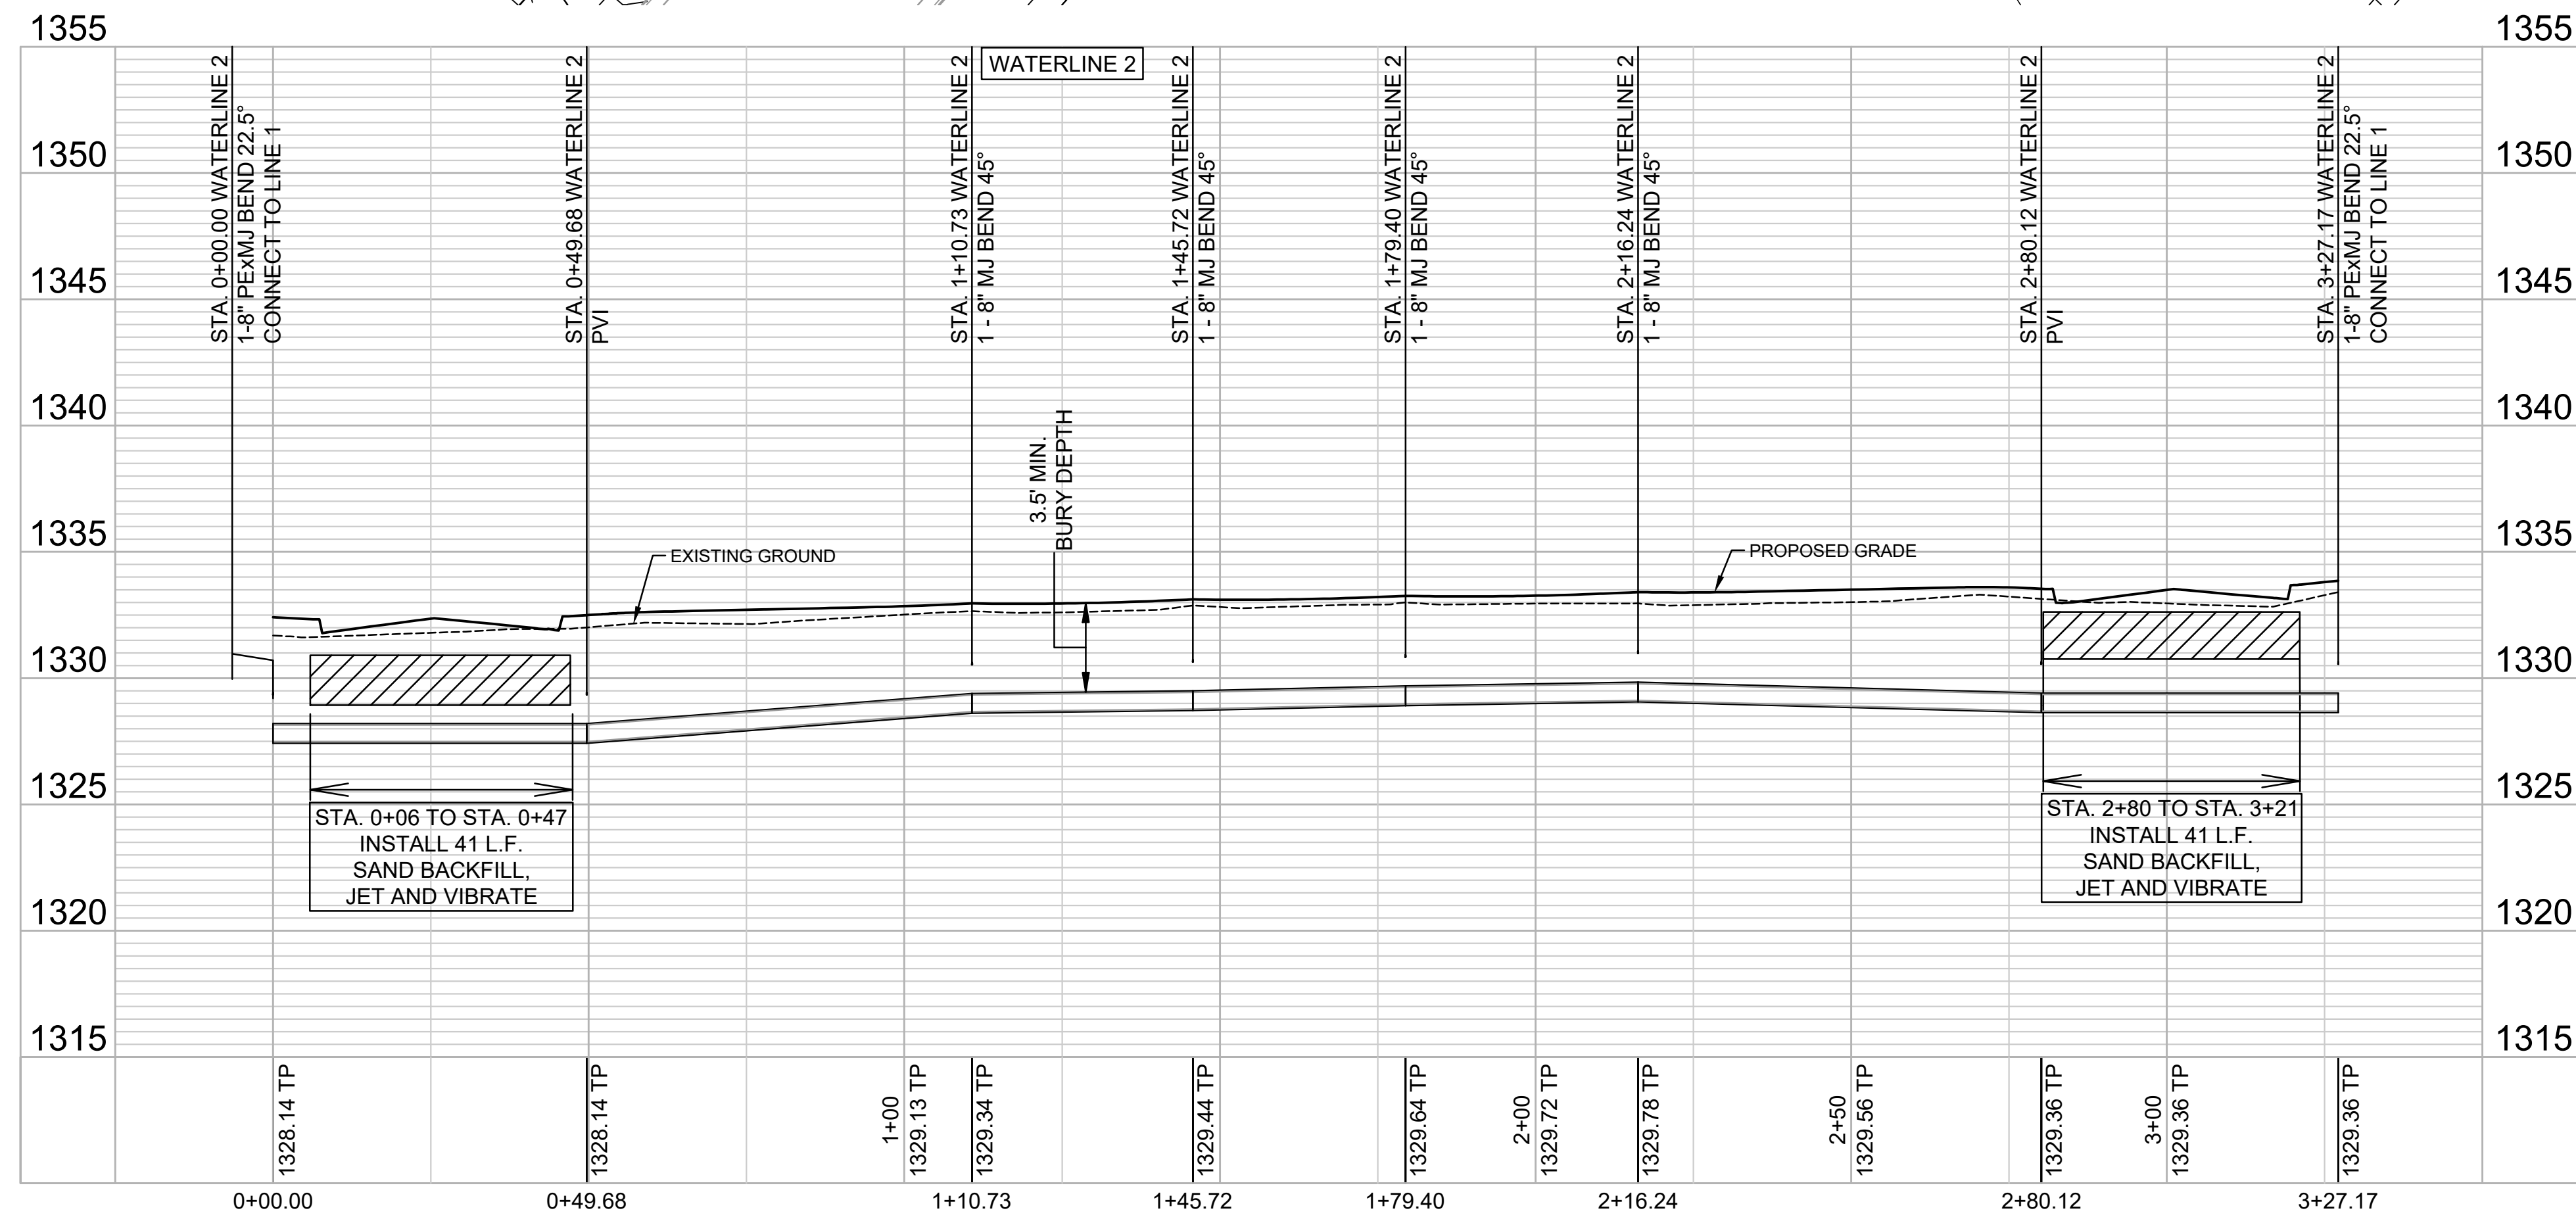 1355
1355
WATERLINE 2
STA. 0+00.00 WATERLINE 2
1-8" PExMJ BEND 22.5°
CONNECT TO LINE 1
STA. 0+49.68 WATERLINE 2
PVI
STA. 1+10.73 WATERLINE 2
1 - 8" MJ BEND 45°
STA. 1+45.72 WATERLINE 2
1 - 8" MJ BEND 45°
STA. 1+79.40 WATERLINE 2
1 - 8" MJ BEND 45°
STA. 2+16.24 WATERLINE 2
1 - 8" MJ BEND 45°
STA. 2+80.12 WATERLINE 2
PVI
STA. 3+27.17 WATERLINE 2
1-8" PExMJ BEND 22.5°
CONNECT TO LINE 1
1350
1350
1345
1345
1340
1340
3.5' MIN.
BURY DEPTH
1335
1335
EXISTING GROUND
PROPOSED GRADE
1330
1330
1325
1325
STA. 0+06 TO STA. 0+47
INSTALL 41 L.F.
SAND BACKFILL,
JET AND VIBRATE
STA. 2+80 TO STA. 3+21
INSTALL 41 L.F.
SAND BACKFILL,
JET AND VIBRATE
1320
1320
1315
1315
1328.14 TP
1328.14 TP
1+00
1329.13 TP
1329.34 TP
1329.44 TP
1329.64 TP
2+00
1329.72 TP
1329.78 TP
2+50
1329.56 TP
1329.36 TP
3+00
1329.36 TP
1329.36 TP
0+00.00
0+49.68
1+10.73
1+45.72
1+79.40
2+16.24
2+80.12
3+27.17